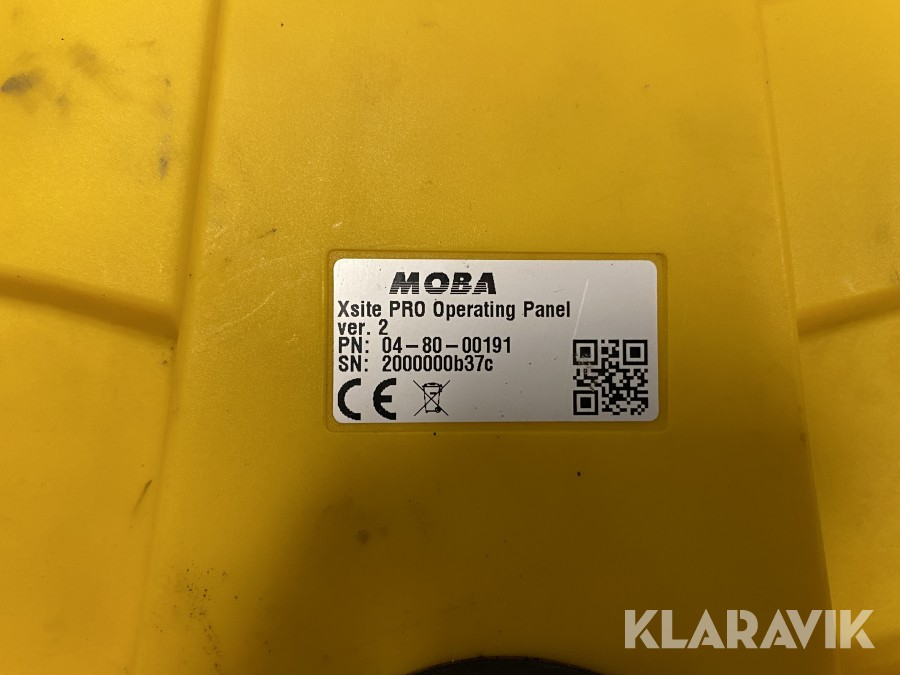 MOBA
Xsite PRO Operating Panel
ver. 2
PN: 04-80-00191
SN: 2000000b37c
CE
KLARAVIK